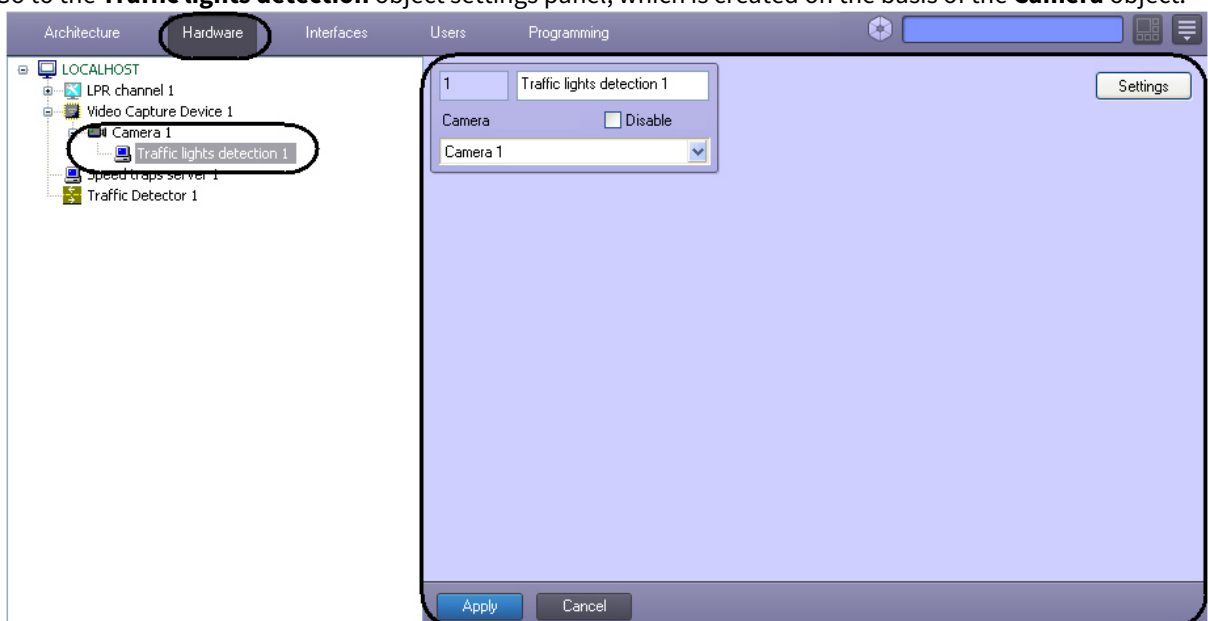 so to the Traffic lights detection object settings panel, which is created on the basis of the Camera object.
Architecture Hardware Interfaces Users Programming
LOCALHOST
LPR channel 1
Video Capture Device 1
Camera 1
Traffic lights detection 1
Speed traps server 1
Traffic Detector 1
1 Traffic lights detection 1
Settings
Camera Disable
Camera 1
Apply Cancel